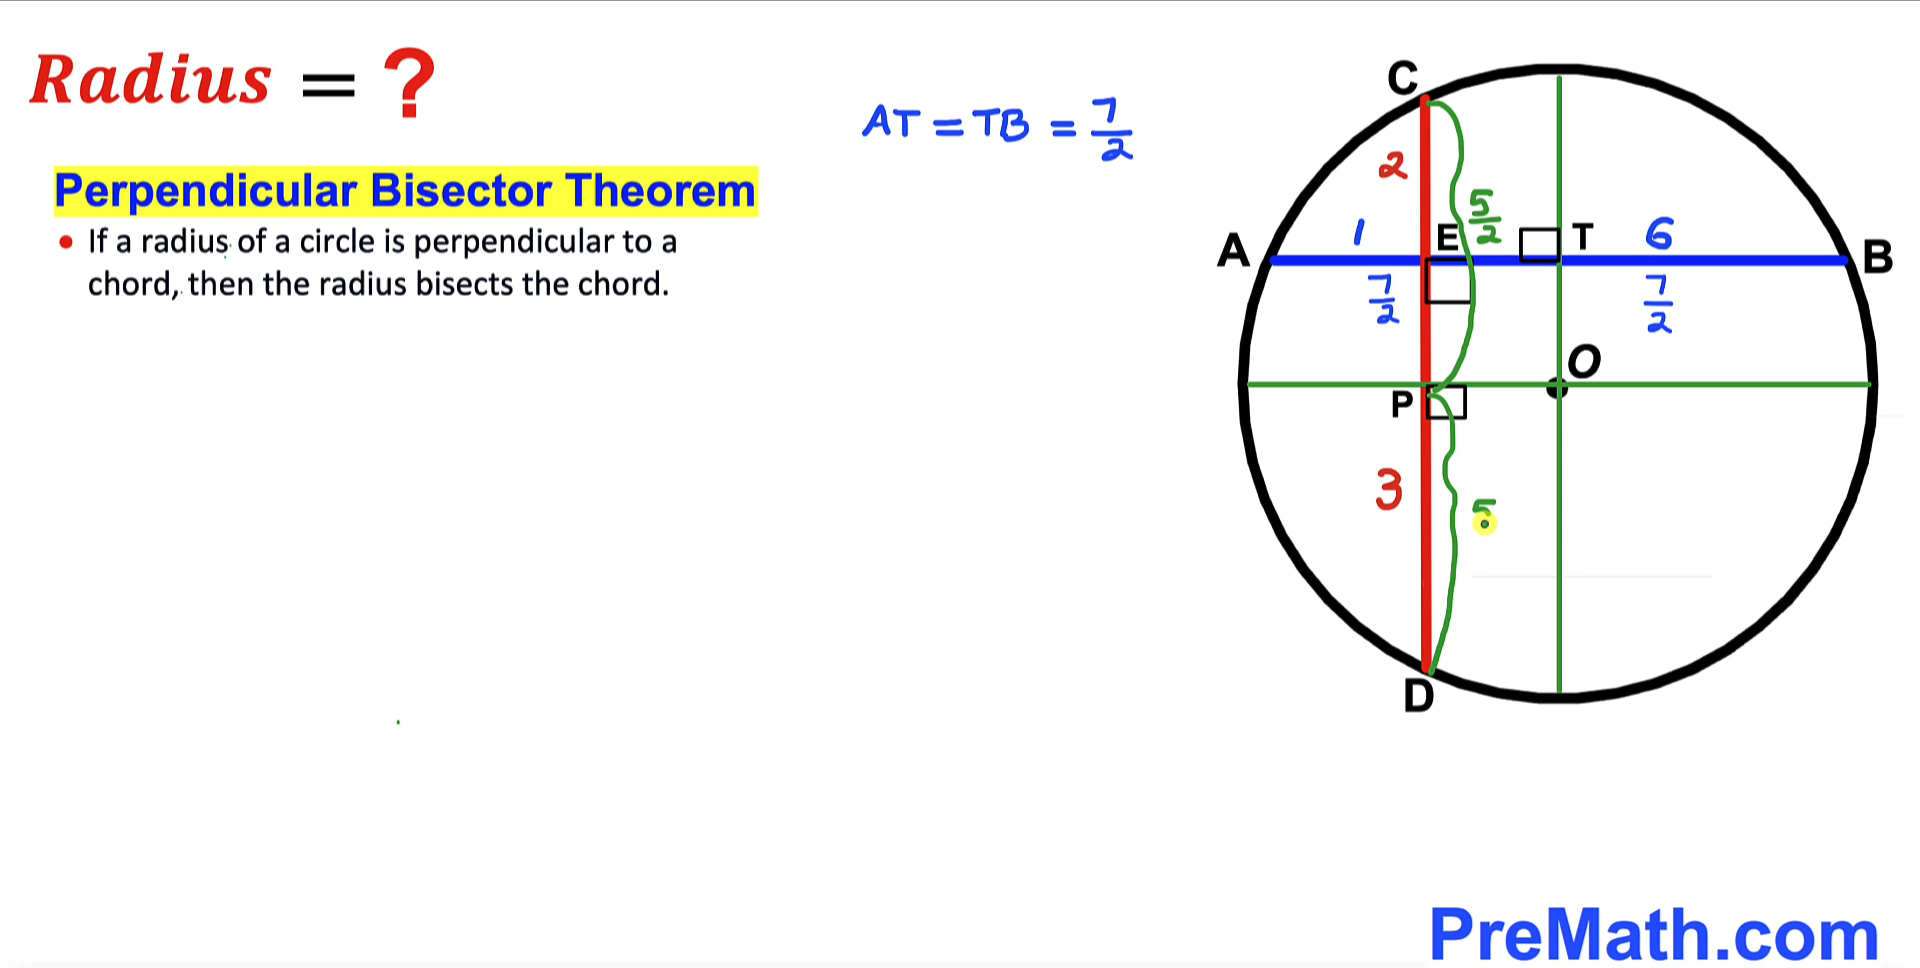 Radius = ?
Perpendicular Bisector Theorem
• If a radius of a circle is perpendicular to a
chord, then the radius bisects the chord.
AT = TB = 7/2
C
2
5/2
A
1
E
T
6
B
7/2
7/2
O
P
3
5
D
PreMath.com